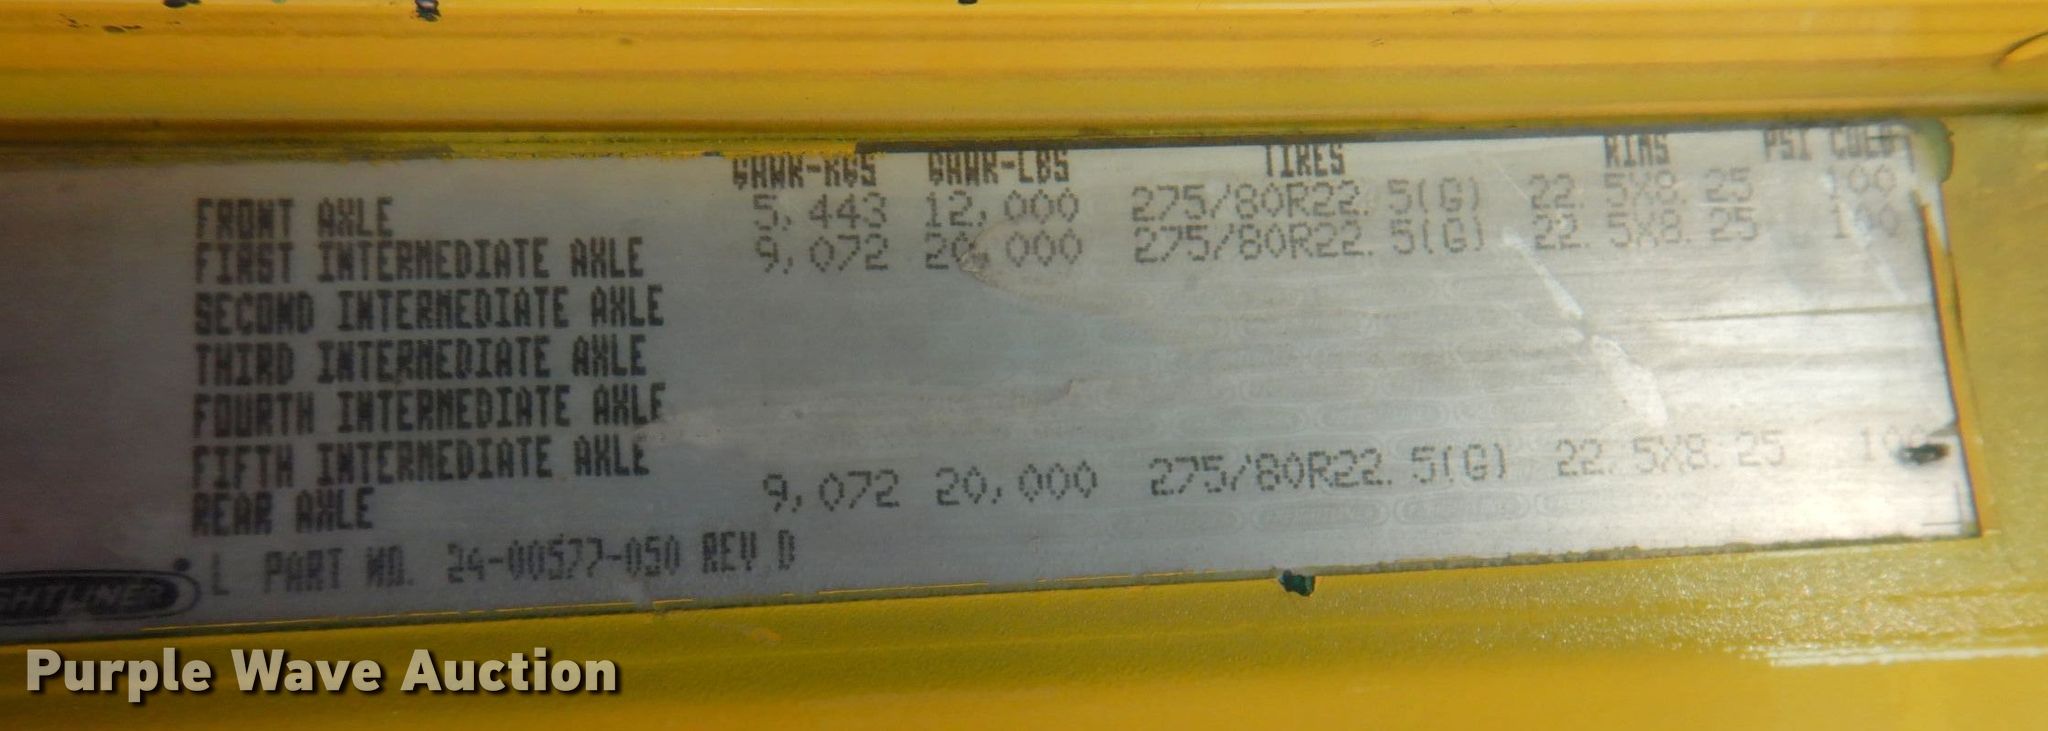 GAWR-KGS GAWR-LBS TIRES RIMS PSI COLD
FRONT AXLE 5,443 12,000 275/80R22.5(G) 22.5X8.25 100
FIRST INTERMEDIATE AXLE 9,072 20,000 275/80R22.5(G) 22.5X8.25 100
SECOND INTERMEDIATE AXLE
THIRD INTERMEDIATE AXLE
FOURTH INTERMEDIATE AXLE
FIFTH INTERMEDIATE AXLE
REAR AXLE 9,072 20,000 275/80R22.5(G) 22.5X8.25
GHTLINER L PART NO. 24-00577-050 REV D
Purple Wave Auction